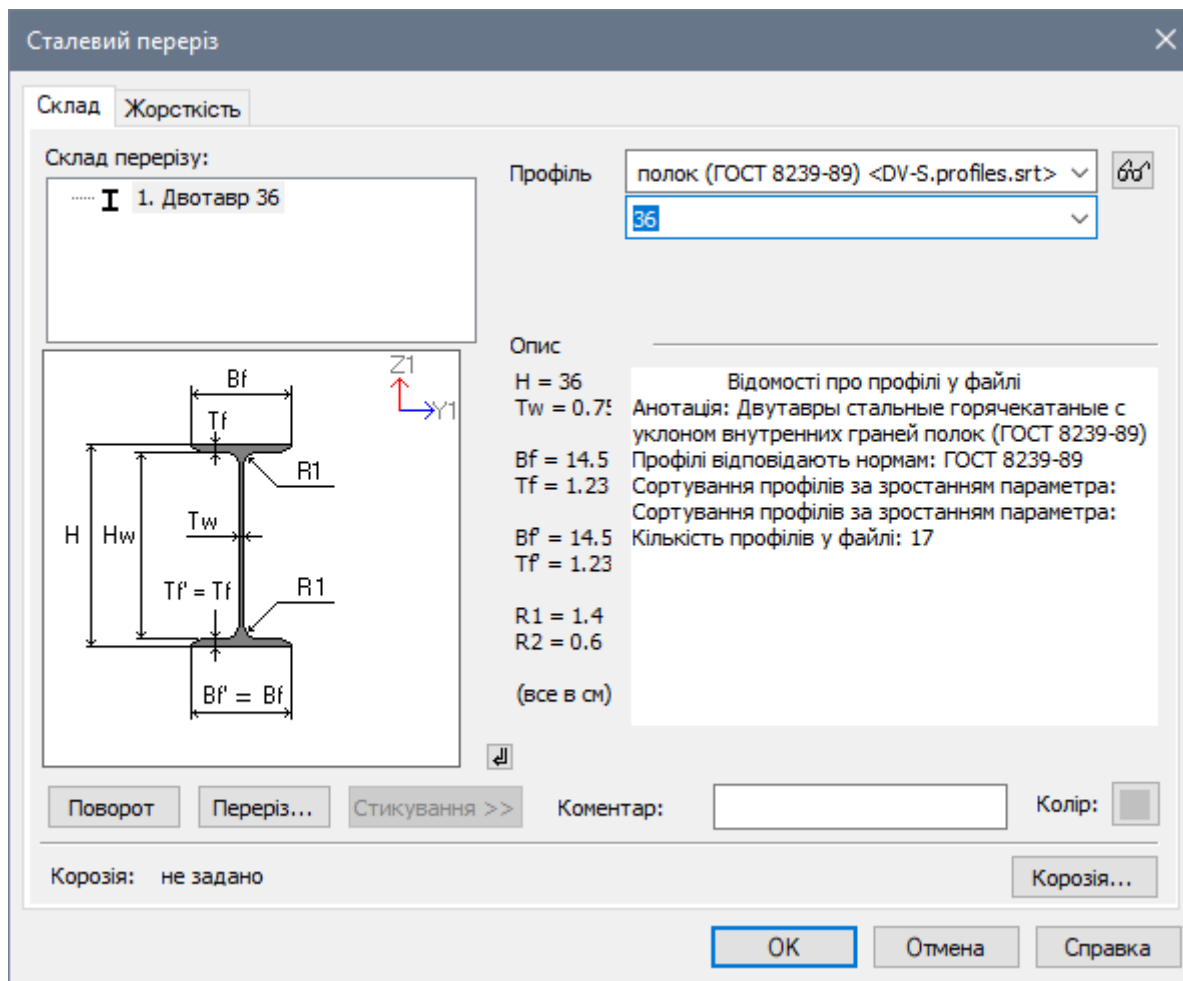 Сталевий переріз
Склад
Жорсткість
Склад перерізу:
1. Двотавр 36
Профіль
полок (ГОСТ 8239-89) <DV-S.profiles.srt>
36
Z1
Y1
Bf
Tf
R1
H
Hw
Tw
Tf' = Tf
R1
Bf' = Bf
Опис
H = 36
Tw = 0.75
Bf = 14.5
Tf = 1.23
Bf' = 14.5
Tf' = 1.23
R1 = 1.4
R2 = 0.6
(все в см)
Відомості про профілі у файлі
Анотація: Двутавры стальные горячекатаные с
уклоном внутренних граней полок (ГОСТ 8239-89)
Профілі відповідають нормам: ГОСТ 8239-89
Сортування профілів за зростанням параметра:
Сортування профілів за зростанням параметра:
Кількість профілів у файлі: 17
Поворот
Переріз...
Стикування >>
Коментар:
Колір:
Корозія: не задано
Корозія...
OK
Отмена
Справка